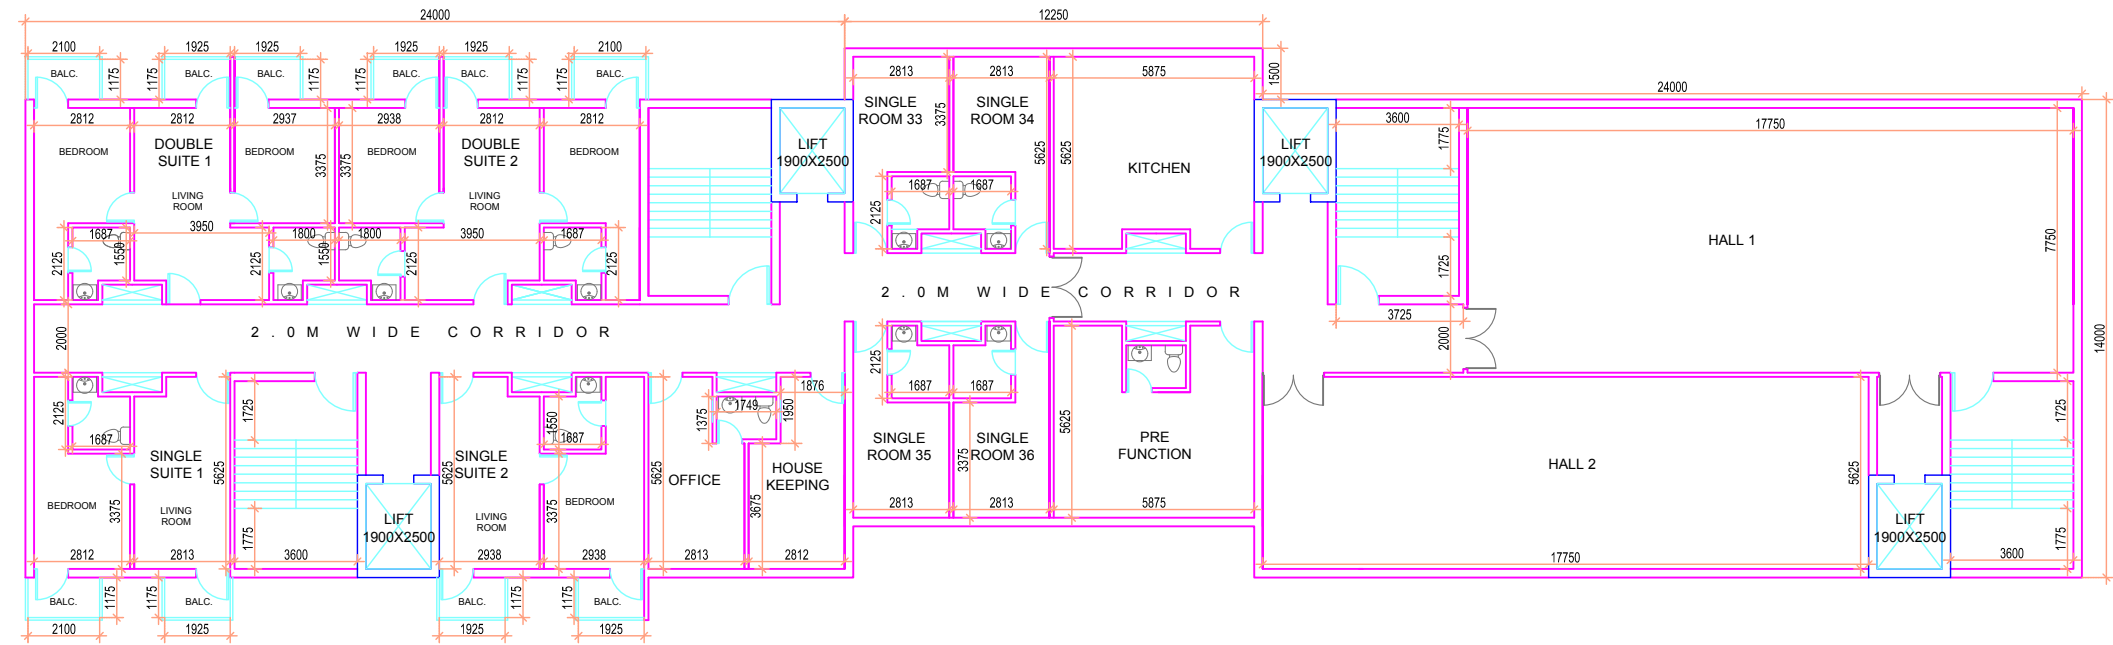 24000
12250
2100
1925
1925
1925
1925
2100
BALC.
BALC.
BALC.
BALC.
BALC.
BALC.
1175
1175
1175
1175
1175
1175
1500
24000
2813
2813
5875
2812
2812
2937
2938
2812
2812
3600
17750
SINGLE
ROOM 33
SINGLE
ROOM 34
3375
5625
5625
1775
DOUBLE
SUITE 1
DOUBLE
SUITE 2
BEDROOM
BEDROOM
BEDROOM
BEDROOM
3375
3375
LIFT
1900X2500
LIFT
1900X2500
KITCHEN
LIVING
ROOM
LIVING
ROOM
1687
1687
2125
3950
3950
1687
1800
1800
1687
1550
1550
2125
2125
2125
2125
HALL 1
7750
1725
2.0M WIDE CORRIDOR
2.0M WIDE CORRIDOR
3725
2000
2000
14000
2125
1687
1725
5625
1550
1687
1375
1749
1950
1876
5625
5625
2125
1687
1687
5625
3375
SINGLE
SUITE 1
SINGLE
SUITE 2
OFFICE
HOUSE
KEEPING
3675
SINGLE
ROOM 35
SINGLE
ROOM 36
PRE
FUNCTION
HALL 2
5625
1725
BEDROOM
LIVING
ROOM
3375
1775
LIFT
1900X2500
LIVING
ROOM
BEDROOM
3375
2813
2813
5875
LIFT
1900X2500
1775
2812
2813
3600
2938
2938
2813
2812
17750
3600
BALC.
BALC.
BALC.
BALC.
1175
1175
1175
1175
2100
1925
1925
1925